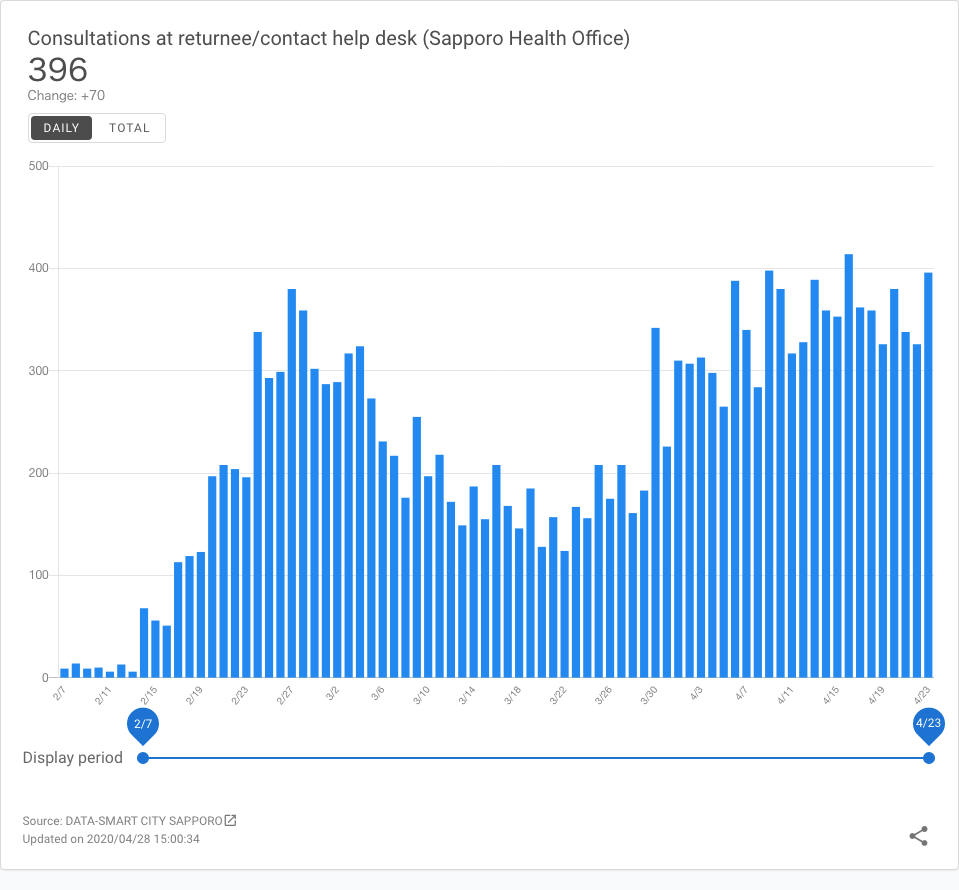 Consultations at returnee/contact help desk (Sapporo Health Office)
396
Change: +70
DAILY TOTAL
500
400
300
200
100
0
2/7 2/11 2/15 2/19 2/23 2/27 3/2 3/6 3/10 3/14 3/18 3/22 3/26 3/30 4/3 4/7 4/11 4/15 4/19 4/23
2/7 4/23
Display period
Source: DATA-SMART CITY SAPPORO
Updated on 2020/04/28 15:00:34